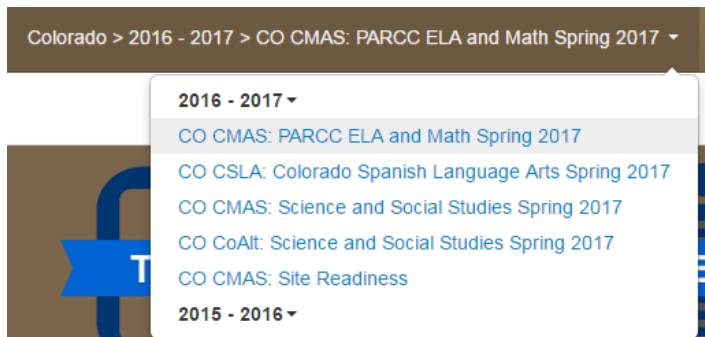 Colorado > 2016 - 2017 > CO CMAS: PARCC ELA and Math Spring 2017
2016 - 2017
CO CMAS: PARCC ELA and Math Spring 2017
CO CSLA: Colorado Spanish Language Arts Spring 2017
CO CMAS: Science and Social Studies Spring 2017
CO CoAlt: Science and Social Studies Spring 2017
T
CO CMAS: Site Readiness
2015 - 2016